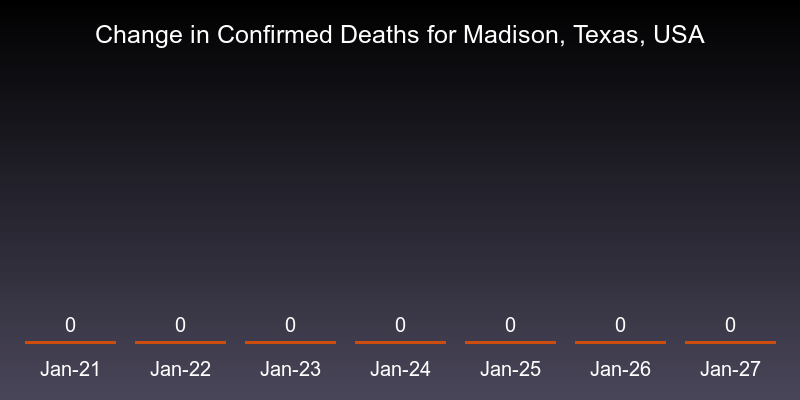 Change in Confirmed Deaths for Madison, Texas, USA
0 0 0 0 0 0 0
Jan-21 Jan-22 Jan-23 Jan-24 Jan-25 Jan-26 Jan-27